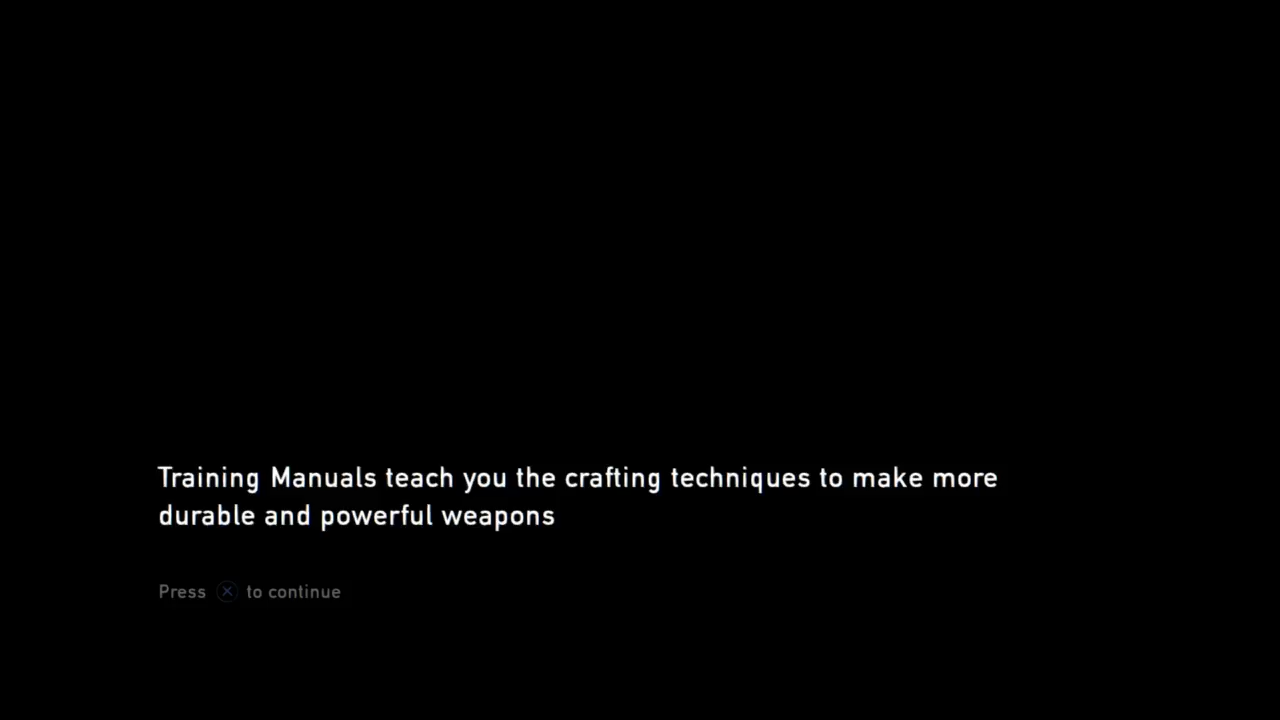 Training Manuals teach you the crafting techniques to make more
durable and powerful weapons
Press ⓧ to continue